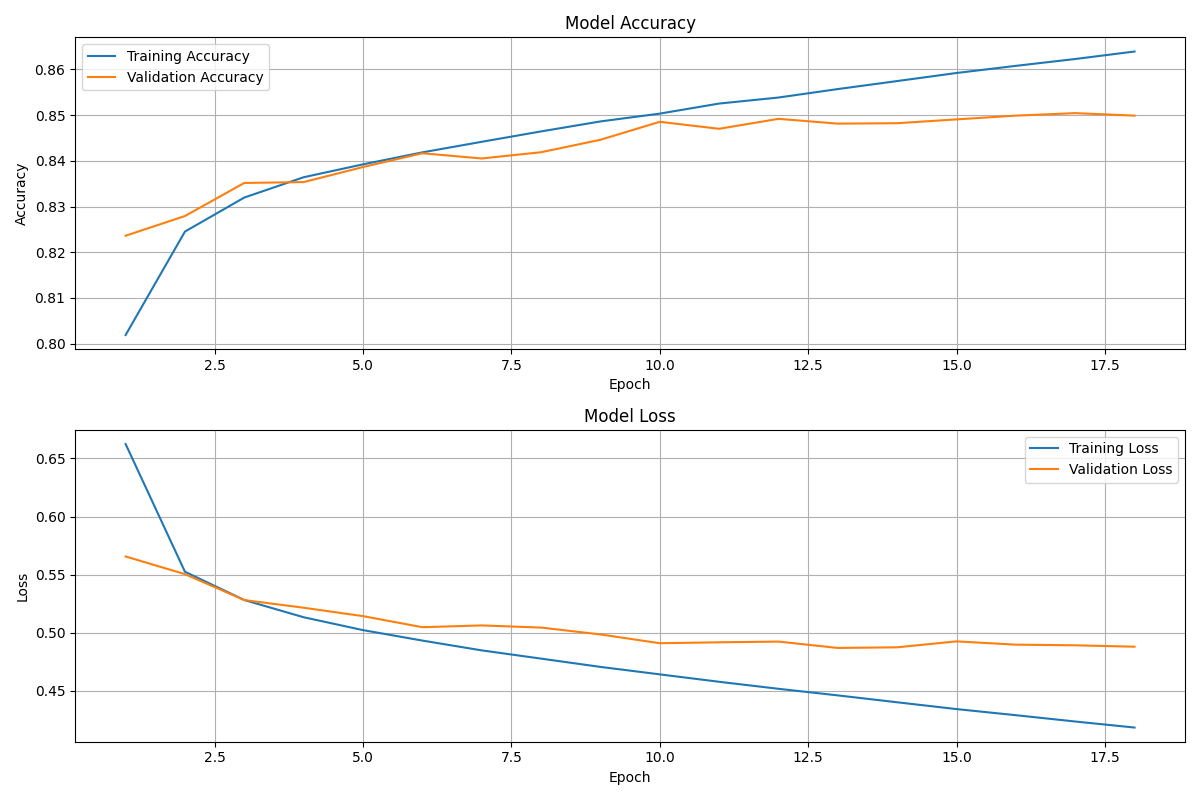 Model Accuracy
Training Accuracy
Validation Accuracy
Accuracy
0.86
0.85
0.84
0.83
0.82
0.81
0.80
2.5 5.0 7.5 10.0 12.5 15.0 17.5
Epoch
Model Loss
Training Loss
Validation Loss
Loss
0.65
0.60
0.55
0.50
0.45
2.5 5.0 7.5 10.0 12.5 15.0 17.5
Epoch